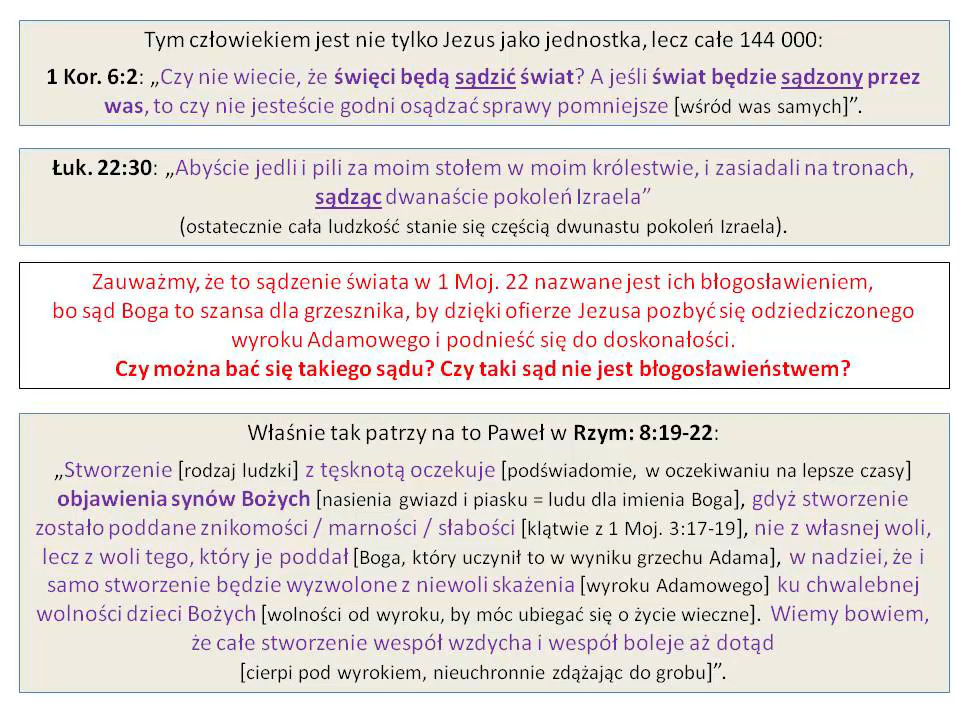 Tym człowiekiem jest nie tylko Jezus jako jednostka, lecz całe 144 000:
1 Kor. 6:2: „Czy nie wiecie, że święci będą sądzić świat? A jeśli świat będzie sądzony przez
was, to czy nie jesteście godni osądzać sprawy pomniejsze [wśród was samych]”.
Łuk. 22:30: „Abyście jedli i pili za moim stołem w moim królestwie, i zasiadali na tronach,
sądząc dwanaście pokoleń Izraela”
(ostatecznie cała ludzkość stanie się częścią dwunastu pokoleń Izraela).
Zauważmy, że to sądzenie świata w 1 Moj. 22 nazwane jest ich błogosławieniem,
bo sąd Boga to szansa dla grzesznika, by dzięki ofierze Jezusa pozbyć się odziedziczonego
wyroku Adamowego i podnieść się do doskonałości.
Czy można bać się takiego sądu? Czy taki sąd nie jest błogosławieństwem?
Właśnie tak patrzy na to Paweł w Rzym: 8:19-22:
„Stworzenie [rodzaj ludzki] z tęsknotą oczekuje [podświadomie, w oczekiwaniu na lepsze czasy]
objawienia synów Bożych [nasienia gwiazd i piasku = ludu dla imienia Boga], gdyż stworzenie
zostało poddane znikomości / marności / słabości [klątwie z 1 Moj. 3:17-19], nie z własnej woli,
lecz z woli tego, który je poddał [Boga, który uczynił to w wyniku grzechu Adama], w nadziei, że i
samo stworzenie będzie wyzwolone z niewoli skażenia [wyroku Adamowego] ku chwalebnej
wolności dzieci Bożych [wolności od wyroku, by móc ubiegać się o życie wieczne]. Wiemy bowiem,
że całe stworzenie wespół wzdycha i wespół boleje aż dotąd
[cierpi pod wyrokiem, nieuchronnie zdążając do grobu]”.